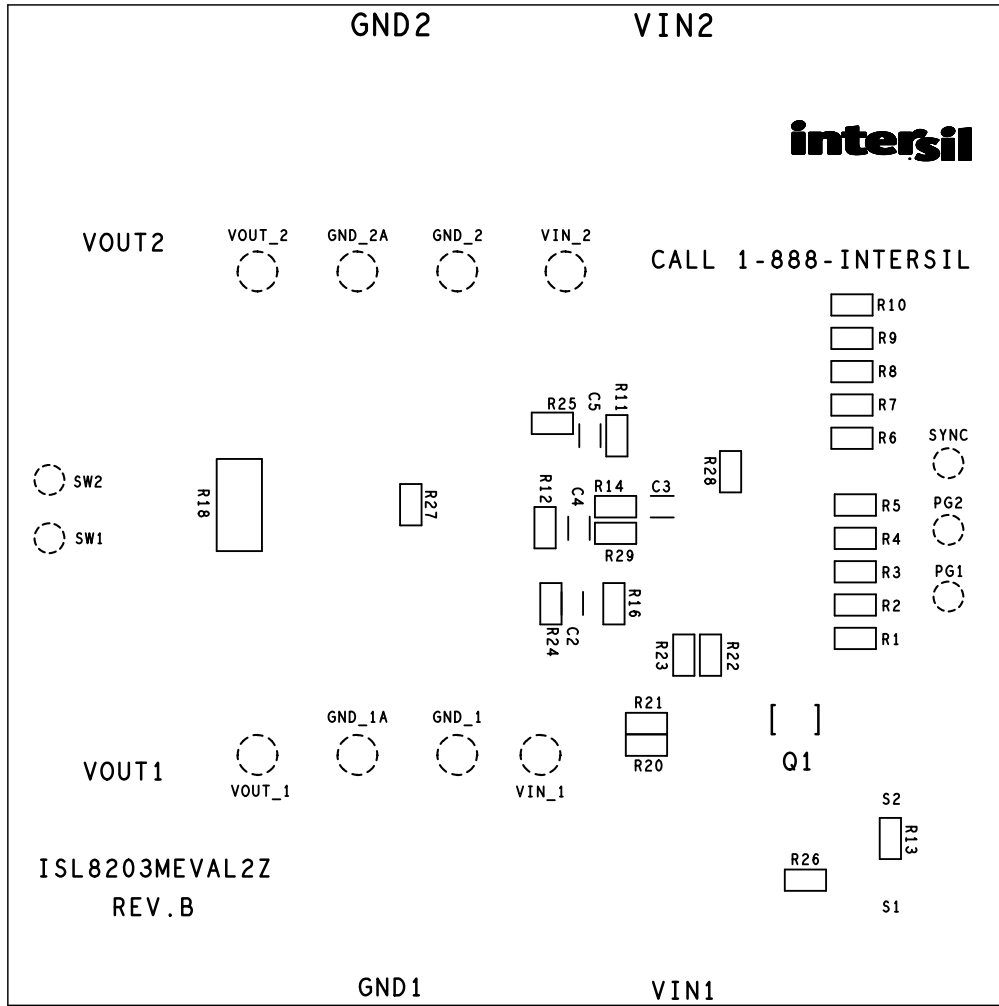 GND2 VIN2
intersil
VOUT2 VOUT_2 GND_2A GND_2 VIN_2
CALL 1-888-INTERSIL
R10
R9
R8
R7
R6
R25 C5 R11
SYNC
SW2 R18 R27 R12 C4 R14 C3 R28
R5 PG2
SW1 R29
R4
R3 PG1
R2
R1
R24 C2 R16
R23 R22
GND_1A GND_1 R21
R20
VOUT1 VOUT_1 VIN_1 Q1
S2
R13
ISL8203MEVAL2Z R26
REV.B S1
GND1 VIN1